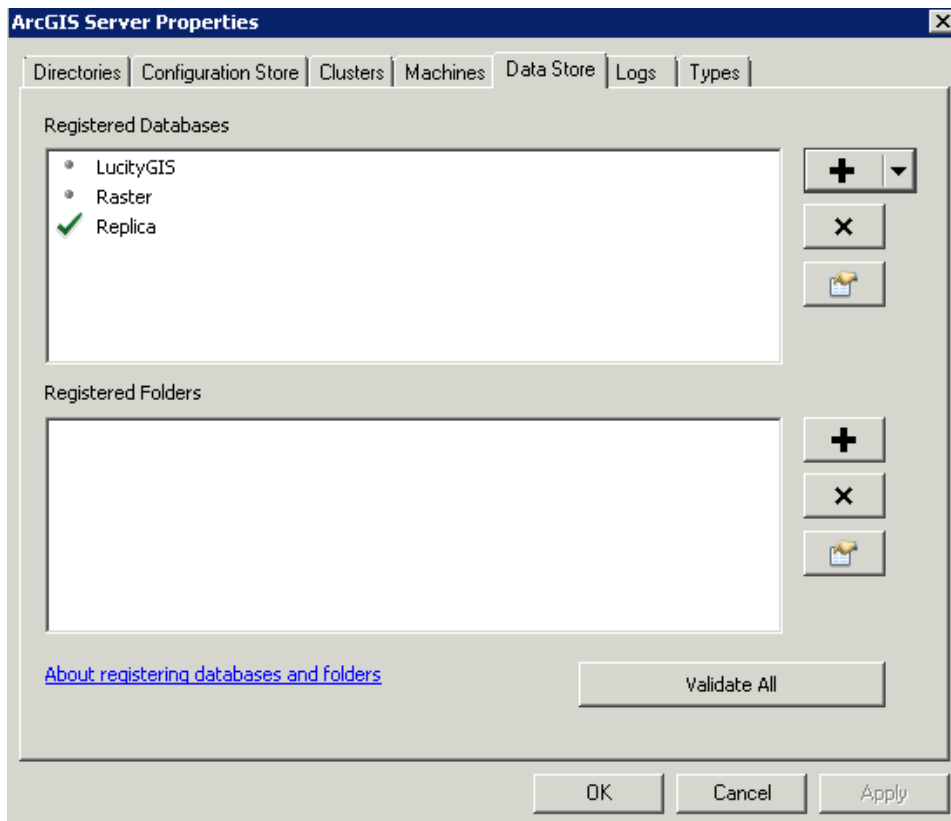 ArcGIS Server Properties
Directories Configuration Store Clusters Machines Data Store Logs Types
Registered Databases
LucityGIS
Raster
Replica
Registered Folders
About registering databases and folders
Validate All
OK Cancel Apply